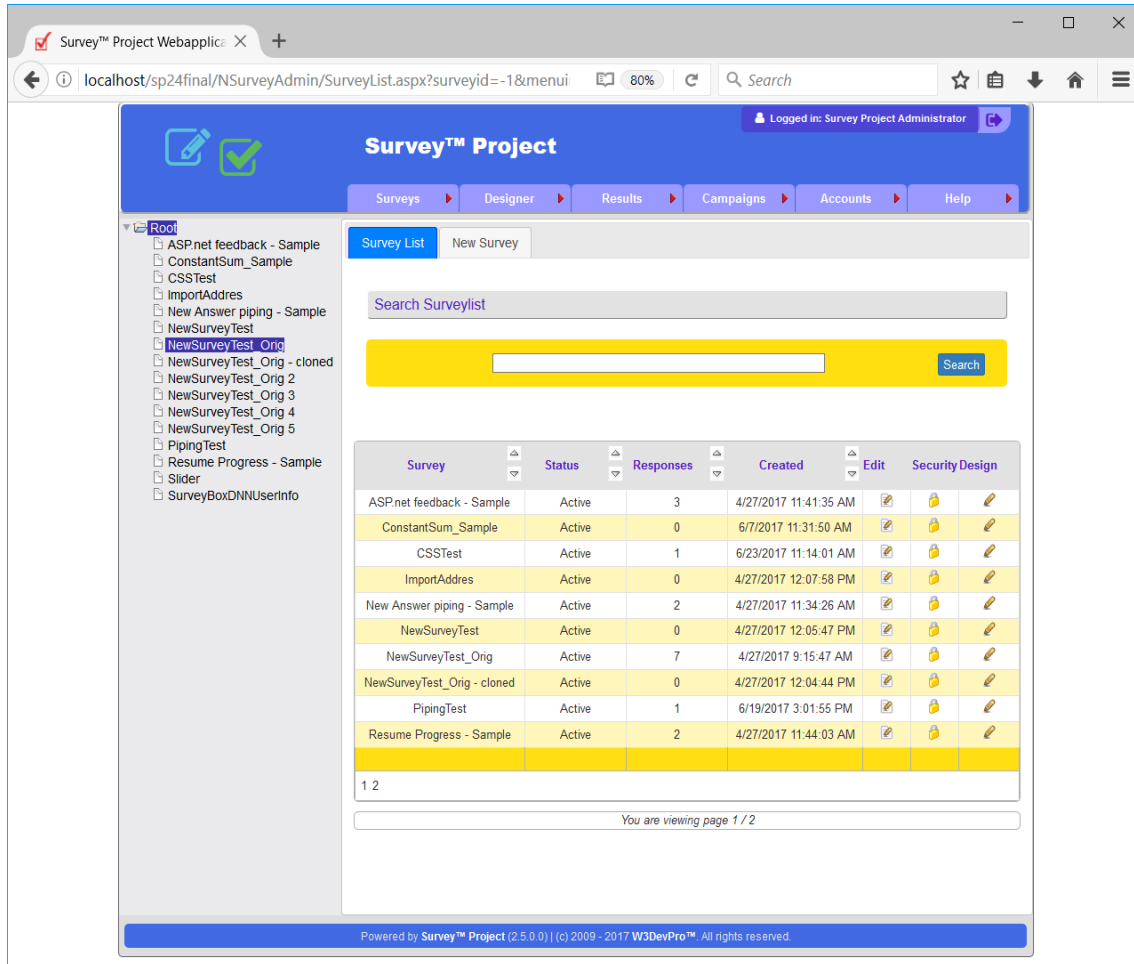 Survey™ Project Webapplica
localhost/sp24final/NSurveyAdmin/SurveyList.aspx?surveyid=-1&menui
80%
Search
Logged in: Survey Project Administrator
Survey™ Project
Surveys Designer Results Campaigns Accounts Help
Root
ASP.net feedback - Sample
ConstantSum_Sample
CSSTest
ImportAddres
New Answer piping - Sample
NewSurveyTest
NewSurveyTest_Orig
NewSurveyTest_Orig - cloned
NewSurveyTest_Orig 2
NewSurveyTest_Orig 3
NewSurveyTest_Orig 4
NewSurveyTest_Orig 5
PipingTest
Resume Progress - Sample
Slider
SurveyBoxDNNUserInfo
Survey List New Survey
Search Surveylist
Search
Survey Status Responses Created Edit Security Design
ASP.net feedback - Sample Active 3 4/27/2017 11:41:35 AM
ConstantSum_Sample Active 0 6/7/2017 11:31:50 AM
CSSTest Active 1 6/23/2017 11:14:01 AM
ImportAddres Active 0 4/27/2017 12:07:58 PM
New Answer piping - Sample Active 2 4/27/2017 11:34:26 AM
NewSurveyTest Active 0 4/27/2017 12:05:47 PM
NewSurveyTest_Orig Active 7 4/27/2017 9:15:47 AM
NewSurveyTest_Orig - cloned Active 0 4/27/2017 12:04:44 PM
PipingTest Active 1 6/19/2017 3:01:55 PM
Resume Progress - Sample Active 2 4/27/2017 11:44:03 AM
1 2
You are viewing page 1 / 2
Powered by Survey™ Project (2.5.0.0) | (c) 2009 - 2017 W3DevPro™. All rights reserved.